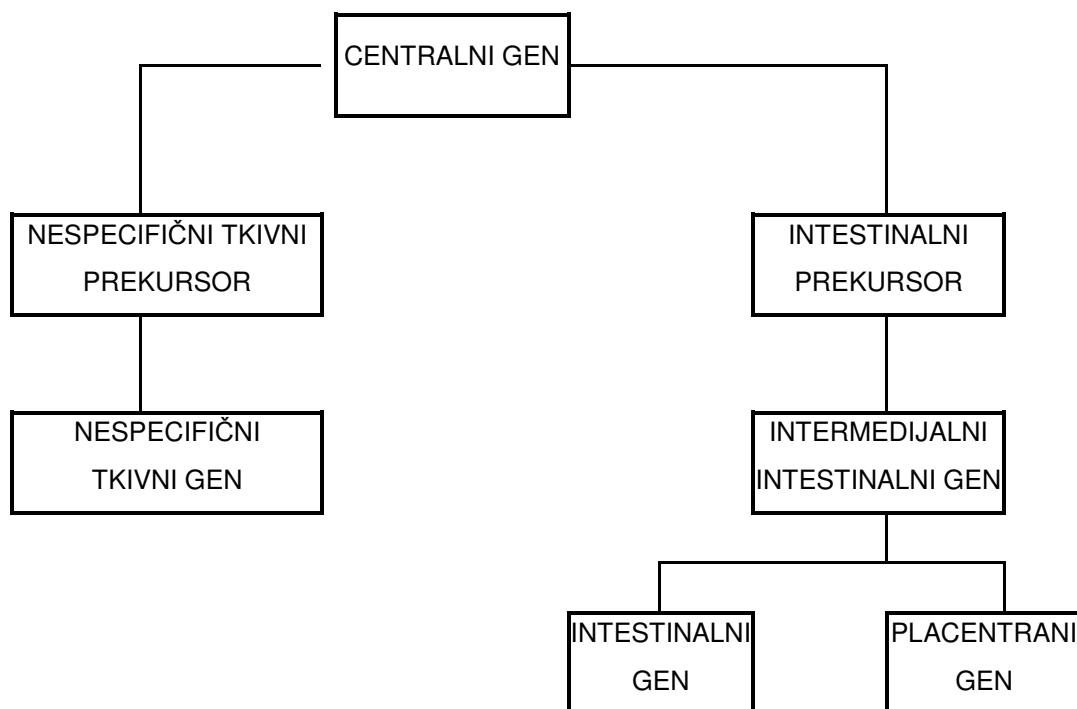 CENTRALNI GEN
NESPECIFIČNI TKIVNI
PREKURSOR
INTESTINALNI
PREKURSOR
NESPECIFIČNI
TKIVNI GEN
INTERMEDIJALNI
INTESTINALNI GEN
INTESTINALNI
GEN
PLACENTRANI
GEN